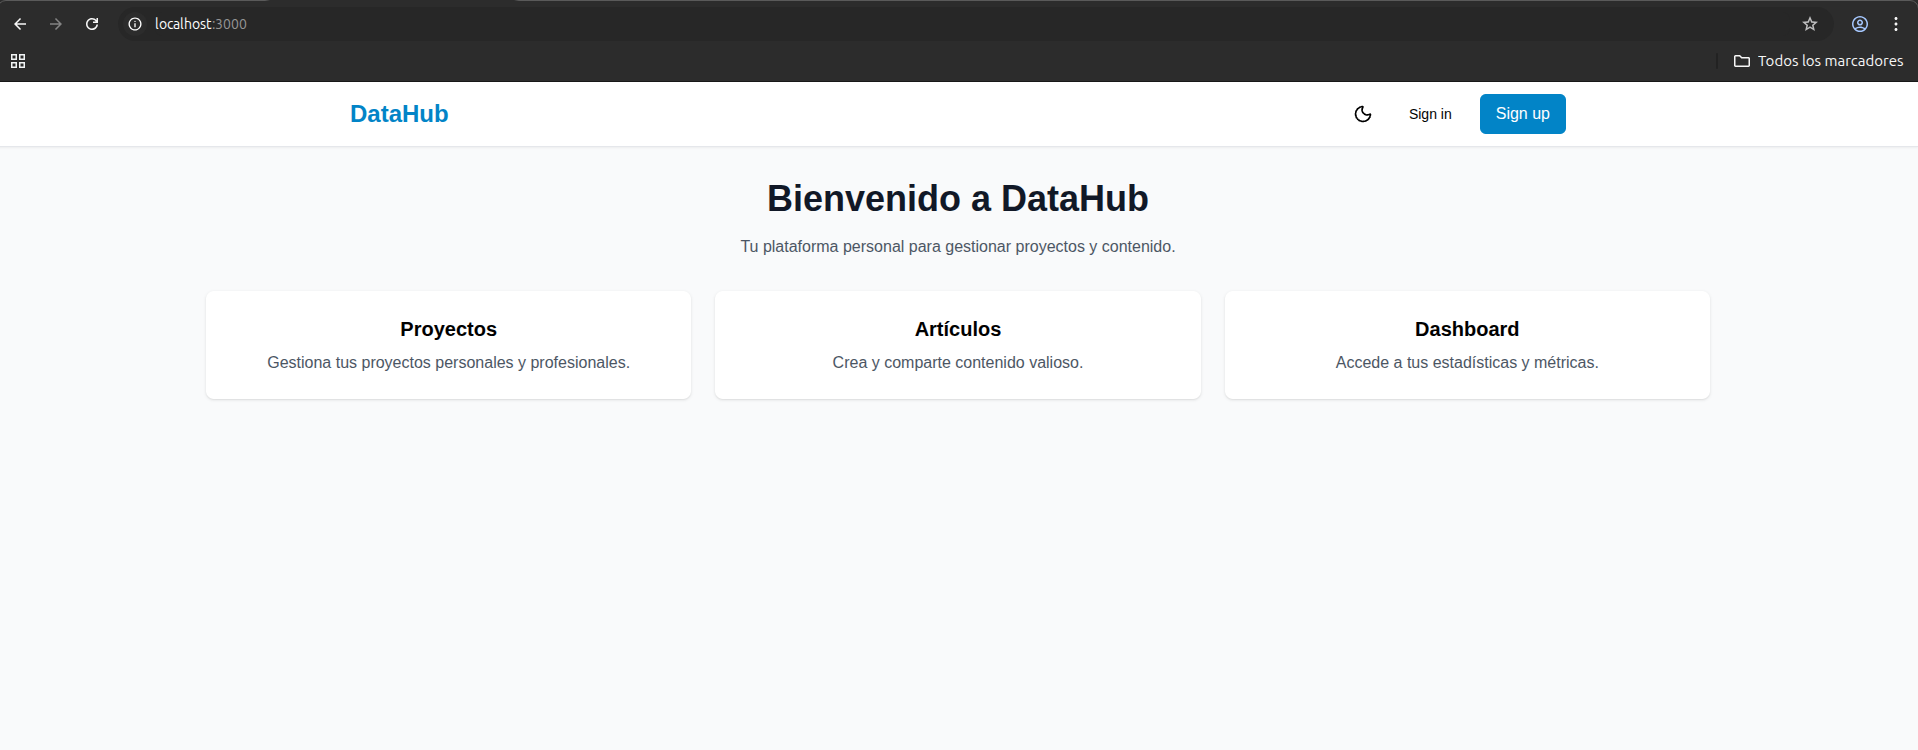 localhost:3000
Todos los marcadores
DataHub
Sign in
Sign up
Bienvenido a DataHub
Tu plataforma personal para gestionar proyectos y contenido.
Proyectos
Gestiona tus proyectos personales y profesionales.
Artículos
Crea y comparte contenido valioso.
Dashboard
Accede a tus estadísticas y métricas.